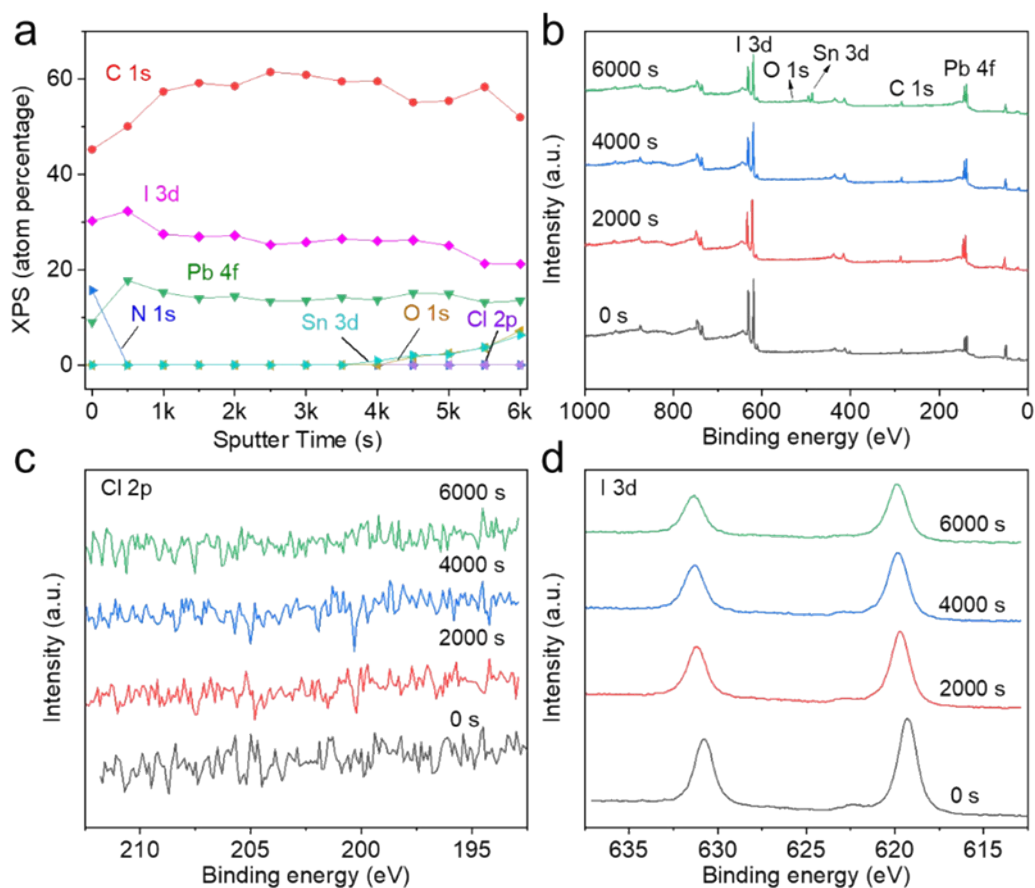 a
XPS (atom percentage)
60
40
20
0
C 1s
I 3d
Pb 4f
N 1s
Sn 3d
O 1s
Cl 2p
0 1k 2k 3k 4k 5k 6k
Sputter Time (s)
b
Intensity (a.u.)
6000 s
4000 s
2000 s
0 s
I 3d
O 1s
Sn 3d
C 1s
Pb 4f
1000 800 600 400 200 0
Binding energy (eV)
c
Intensity (a.u.)
Cl 2p
6000 s
4000 s
2000 s
0 s
210 205 200 195
Binding energy (eV)
d
Intensity (a.u.)
I 3d
6000 s
4000 s
2000 s
0 s
635 630 625 620 615
Binding energy (eV)